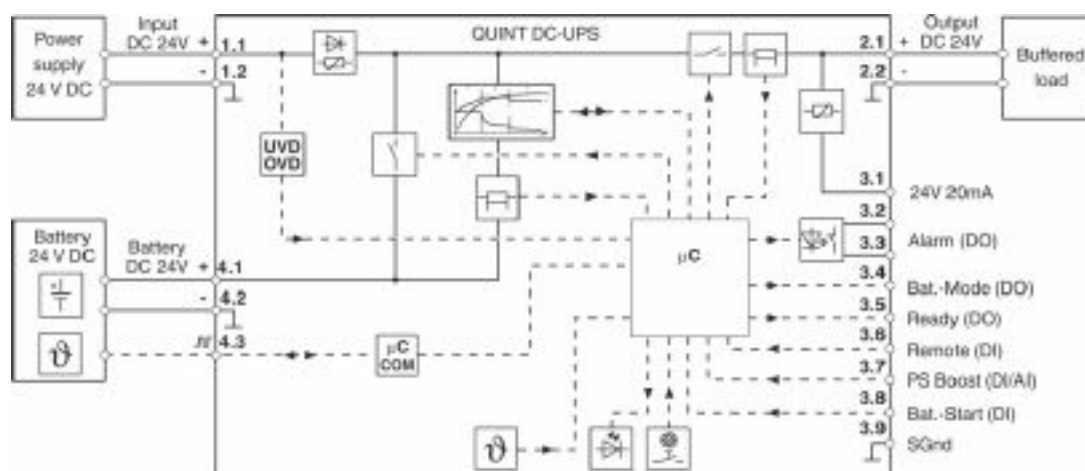 Power
supply
24 V DC
Input
DC 24V +
1.1
-
1.2
QUINT DC-UPS
2.1
+
Output
DC 24V
2.2
-
Buffered
load
UVD
OVD
3.1
24V 20mA
3.2
3.3
Alarm (DO)
3.4
Bat.-Mode (DO)
3.5
Ready (DO)
3.6
Remote (DI)
3.7
PS Boost (DI/AI)
3.8
Bat.-Start (DI)
3.9
SGnd
Battery
24 V DC
+
Battery
DC 24V +
4.1
-
4.2
4.3
ϑ
µC
COM
µC
ϑ